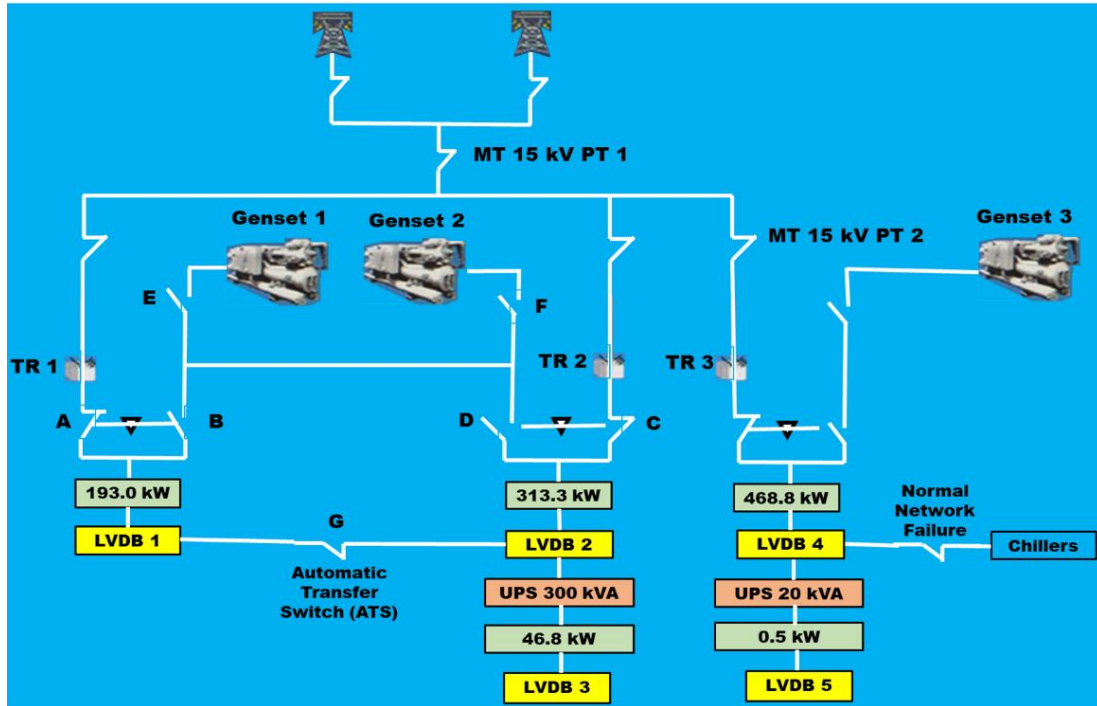 MT 15 kV PT 1
Genset 1
Genset 2
MT 15 kV PT 2
Genset 3
E
F
TR 1
TR 2
TR 3
A
B
D
C
193.0 kW
313.3 kW
468.8 kW
Normal
Network
Failure
G
LVDB 1
LVDB 2
LVDB 4
Chillers
Automatic
Transfer
Switch (ATS)
UPS 300 kVA
UPS 20 kVA
46.8 kW
0.5 kW
LVDB 3
LVDB 5